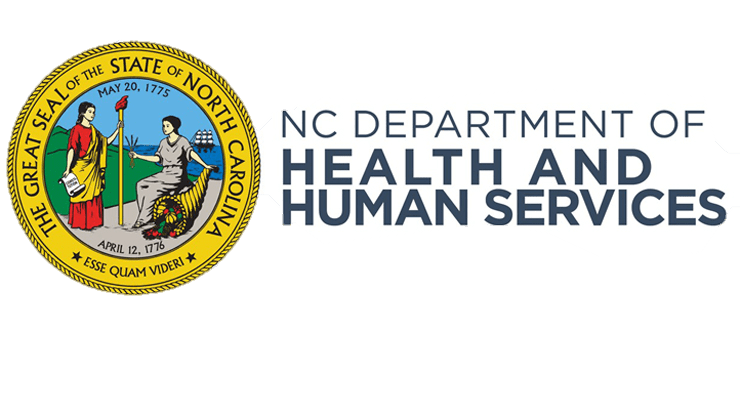 THE GREAT SEAL OF THE STATE OF NORTH CAROLINA
MAY 20, 1775
APRIL 12, 1776
★ ESSE QUAM VIDERI ★
NC DEPARTMENT OF
HEALTH AND
HUMAN SERVICES